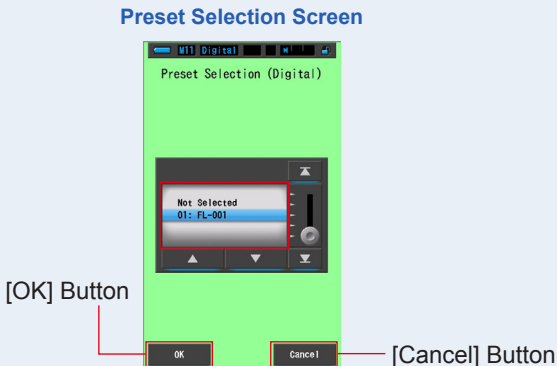 Preset Selection Screen
M11 Digital
Preset Selection (Digital)
Not Selected
01: FL-001
[OK] Button
OK
Cancel
[Cancel] Button